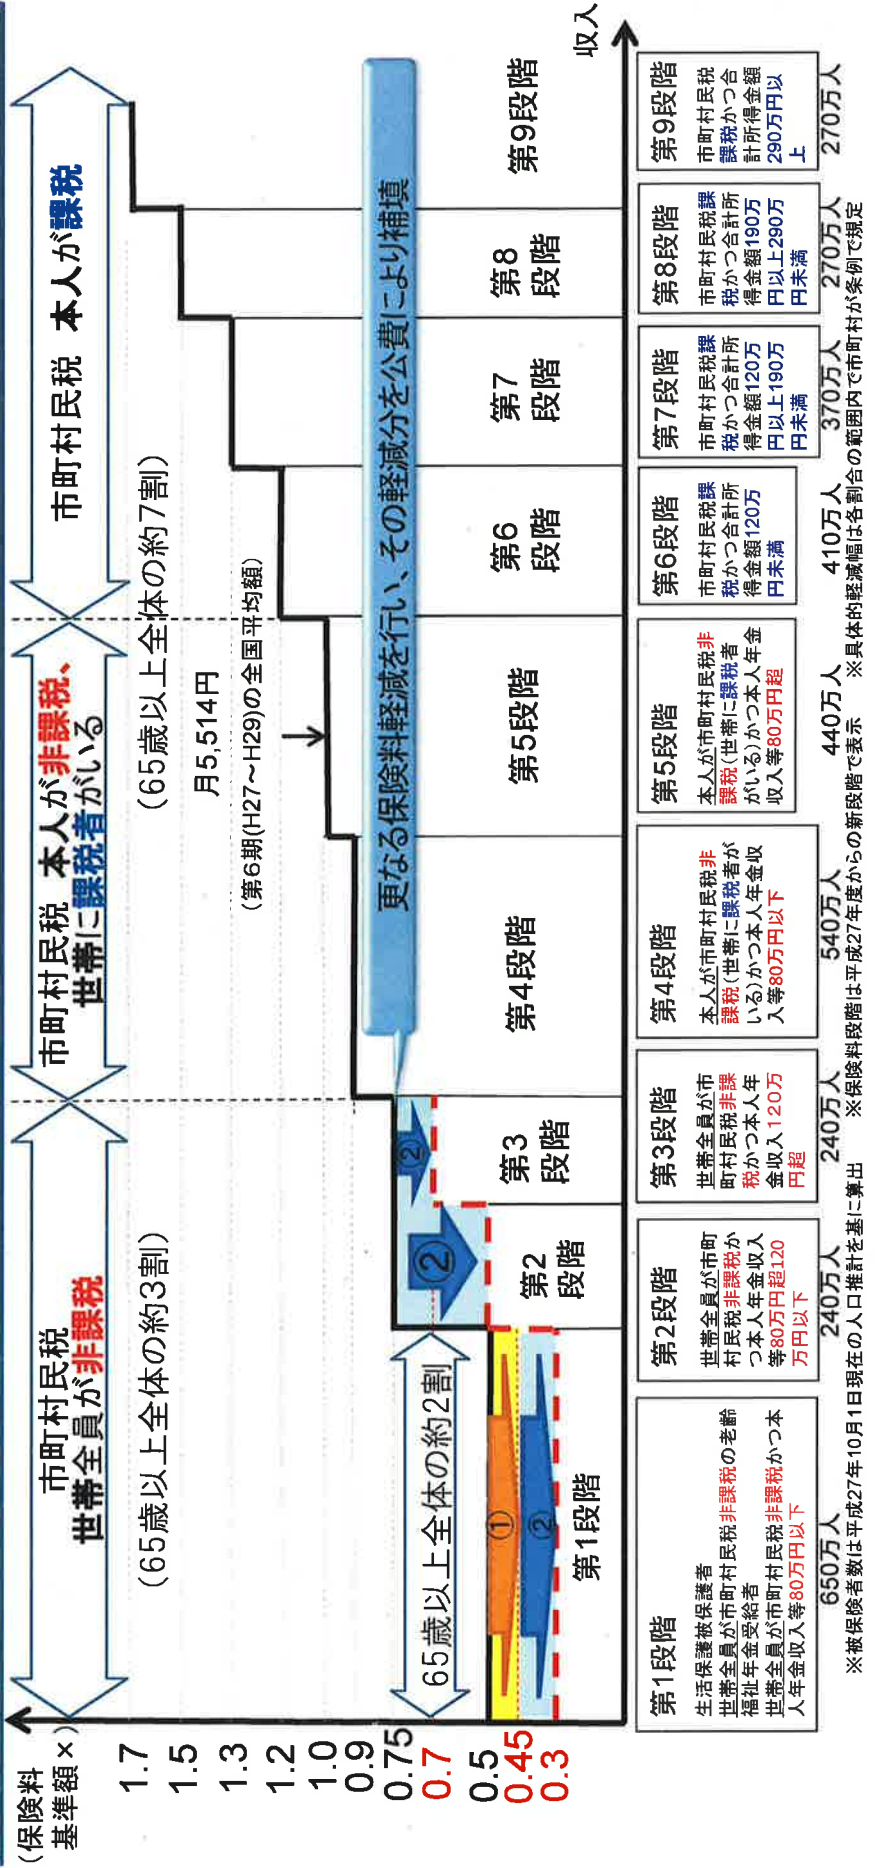 (保険料
基準額×)
1.7
1.5
1.3
1.2
1.0
0.9
0.75
0.7
0.5
0.45
0.3
市町村民税
世帯全員が非課税
(65歳以上全体の約3割)
市町村民税 本人が非課税、
世帯に課税者がいる
市町村民税 本人が課税
(65歳以上全体の約7割)
月5,514円
(第6期(H27～H29)の全国平均額)
更なる保険料軽減を行い、その軽減分を公費により補填
65歳以上全体の約2割
①
②
②
②
第1段階
第2
段階
第3
段階
第4段階
第5段階
第6
段階
第7
段階
第8
段階
第9段階
収入
第1段階
生活保護被保護者
世帯全員が市町村民税非課税の老齢
福祉年金受給者
世帯全員が市町村民税非課税かつ本
人年金収入等80万円以下
650万人
第2段階
世帯全員が市町
村民税非課税か
つ本人年金収入
等80万円超120
万円以下
240万人
第3段階
世帯全員が市
町村民税非課
税かつ本人年
金収入120万
円超
240万人
第4段階
本人が市町村民税非
課税(世帯に課税者が
いる)かつ本人年金収
入等80万円以下
540万人
第5段階
本人が市町村民税非
課税(世帯に課税者
がいる)かつ本人年金
収入等80万円超
440万人
第6段階
市町村民税課
税かつ合計所
得金額120万
円未満
410万人
第7段階
市町村民税課
税かつ合計所
得金額120万
円以上190万
円未満
370万人
第8段階
市町村民税課
税かつ合計所
得金額190万
円以上290万
円未満
270万人
第9段階
市町村民税
課税かつ合
計所得金額
290万円以
上
270万人
※被保険者数は平成27年10月1日現在の人口推計を基に算出 ※保険料段階は平成27年度からの新段階で表示 ※具体的軽減幅は各割合の範囲内で市町村が条例で規定